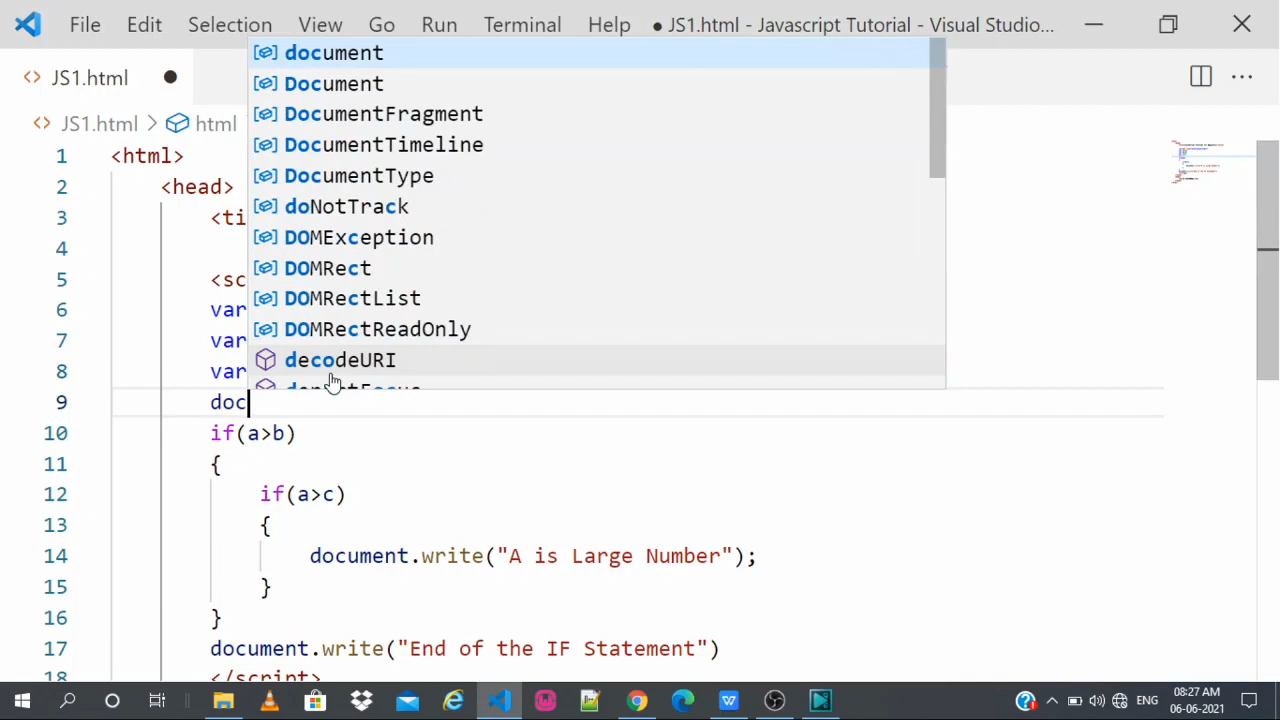 File Edit Selection View Go Run Terminal Help ● JS1.html - Javascript Tutorial - Visual Studio...
<> JS1.html ●
<> JS1.html > html
document
Document
DocumentFragment
DocumentTimeline
DocumentType
doNotTrack
DOMException
DOMRect
DOMRectList
DOMRectReadOnly
decodeURI
1 <html>
2 <head>
3 <ti
4
5 <sc
6 var
7 var
8 var
9 doc
10 if(a>b)
11 {
12 if(a>c)
13 {
14 document.write("A is Large Number");
15 }
16 }
17 document.write("End of the IF Statement")
18 </script>
ENG
08:27 AM
06-06-2021